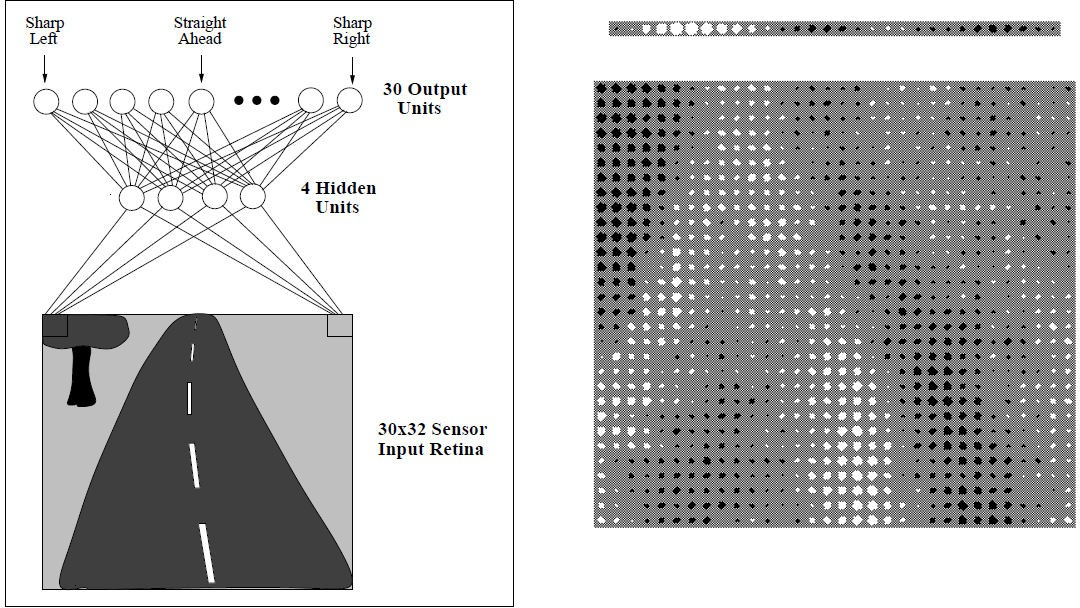 Sharp
Left
Straight
Ahead
Sharp
Right
30 Output
Units
4 Hidden
Units
30x32 Sensor
Input Retina